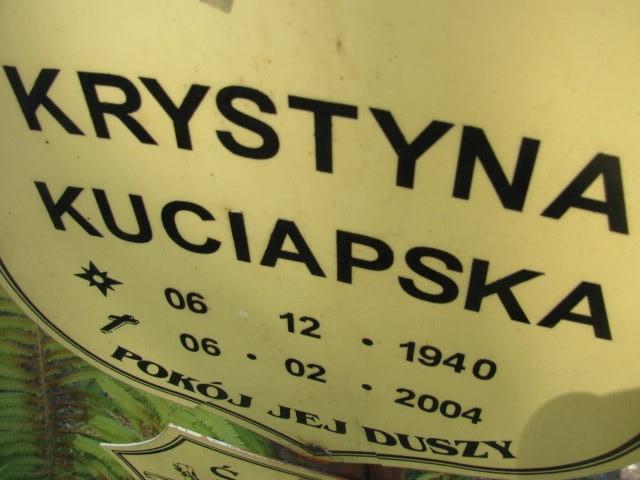 KRYSTYNA
KUCIAPSKA
06 12 • 1940
06 • 02 • 2004
POKÓJ JEJ DUSZY
Ć